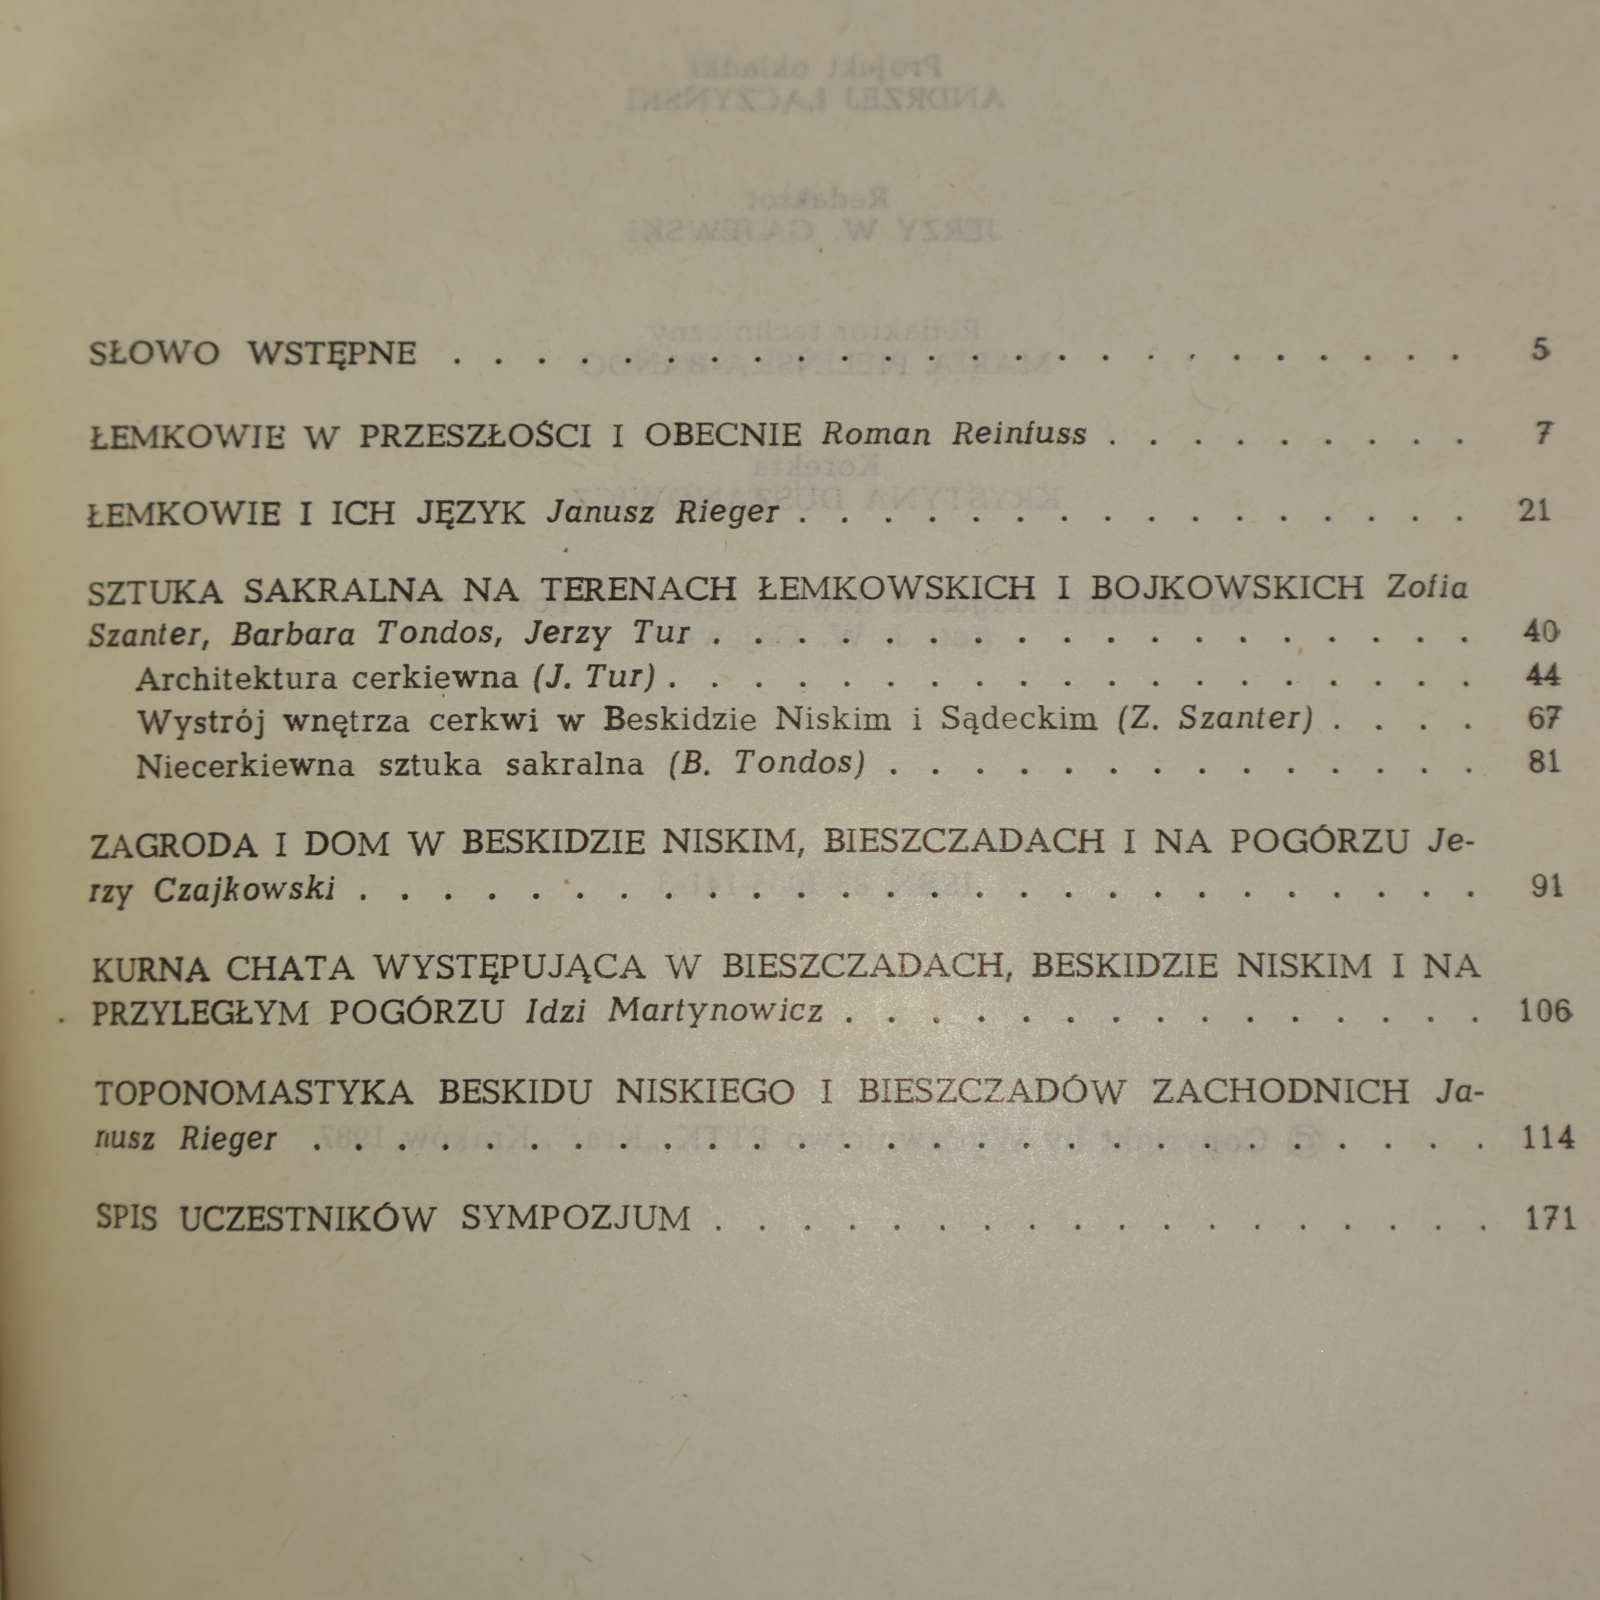 SŁOWO WSTĘPNE . . . . . . . . . . . . . . . . . . . . . . . . 5
ŁEMKOWIE W PRZESZŁOŚCI I OBECNIE Roman Reinfuss . . . . . . . . . 7
ŁEMKOWIE I ICH JĘZYK Janusz Rieger . . . . . . . . . . . . . . . . 21
SZTUKA SAKRALNA NA TERENACH ŁEMKOWSKICH I BOJKOWSKICH Zofia
Szanter, Barbara Tondos, Jerzy Tur . . . . . . . . . . . . . . . . . . 40
Architektura cerkiewna (J. Tur) . . . . . . . . . . . . . . . . . . . 44
Wystrój wnętrza cerkwi w Beskidzie Niskim i Sądeckim (Z. Szanter) . . . . 67
Niecerkiewna sztuka sakralna (B. Tondos) . . . . . . . . . . . . . . 81
ZAGRODA I DOM W BESKIDZIE NISKIM, BIESZCZADACH I NA POGÓRZU Je-
rzy Czajkowski . . . . . . . . . . . . . . . . . . . . . . . . . . 91
KURNA CHATA WYSTĘPUJĄCA W BIESZCZADACH, BESKIDZIE NISKIM I NA
PRZYLEGŁYM POGÓRZU Idzi Martynowicz . . . . . . . . . . . . . . . 106
TOPONOMASTYKA BESKIDU NISKIEGO I BIESZCZADÓW ZACHODNICH Ja-
nusz Rieger . . . . . . . . . . . . . . . . . . . . . . . . . . . 114
SPIS UCZESTNIKÓW SYMPOZJUM . . . . . . . . . . . . . . . . . . 171